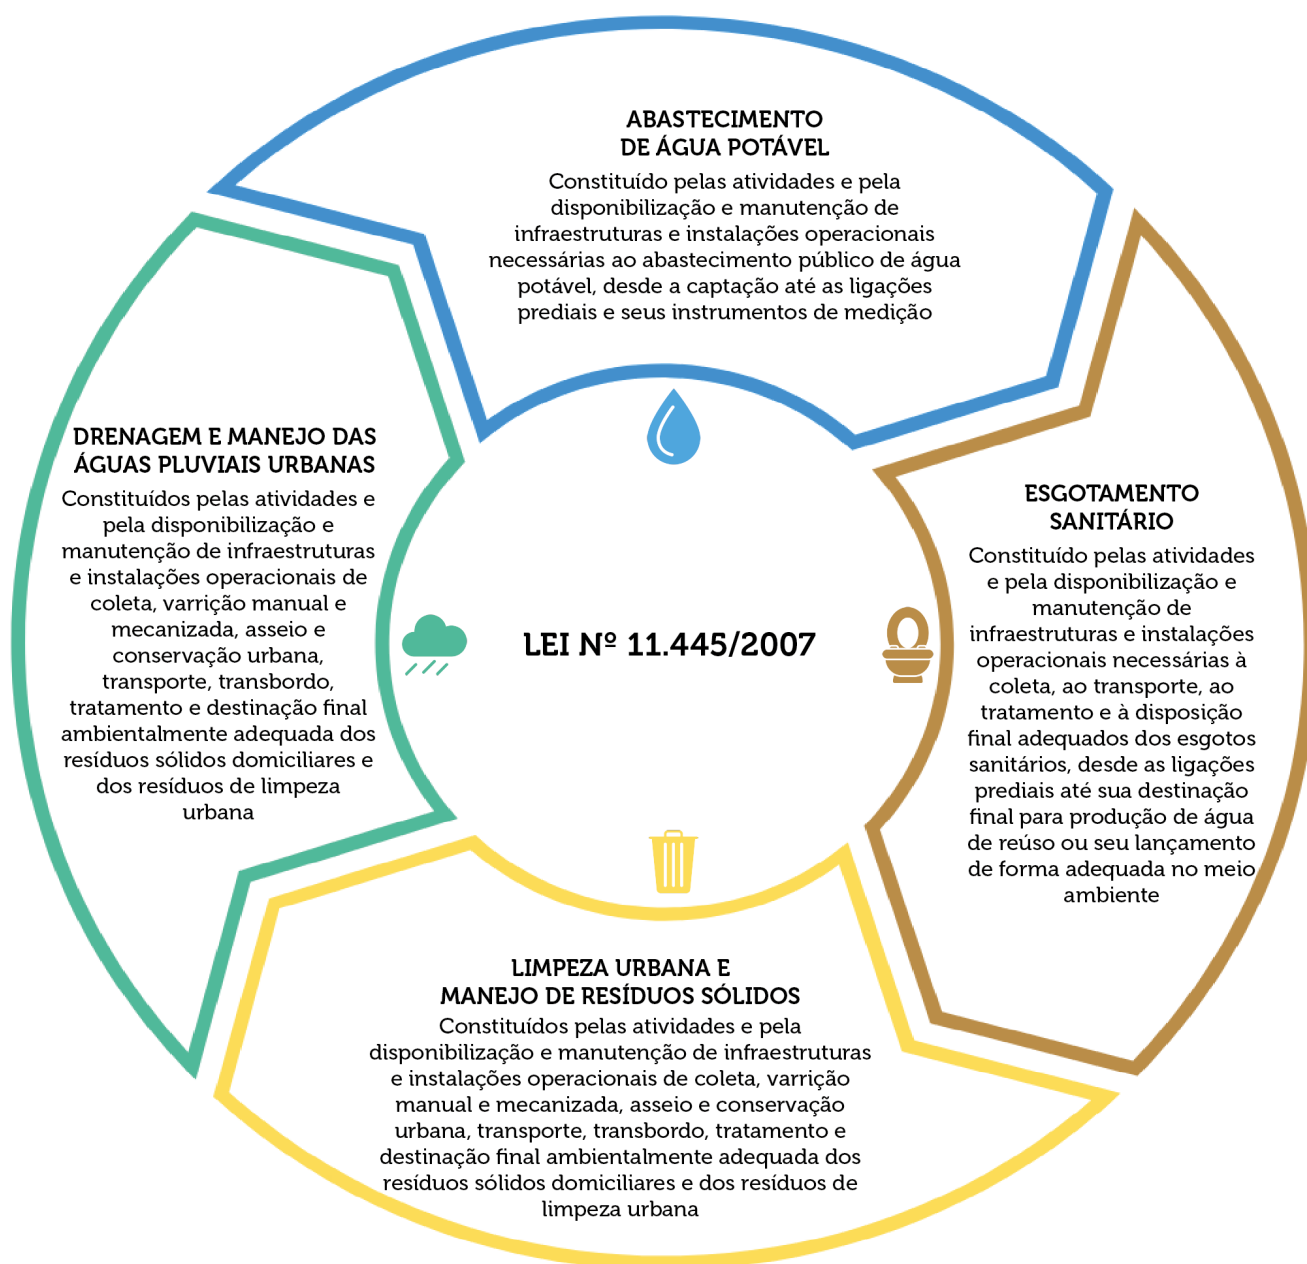 ABASTECIMENTO
DE ÁGUA POTÁVEL
Constituído pelas atividades e pela
disponibilização e manutenção de
infraestruturas e instalações operacionais
necessárias ao abastecimento público de água
potável, desde a captação até as ligações
prediais e seus instrumentos de medição
DRENAGEM E MANEJO DAS
ÁGUAS PLUVIAIS URBANAS
Constituídos pelas atividades e
pela disponibilização e
manutenção de infraestruturas
e instalações operacionais de
coleta, varrição manual e
mecanizada, asseio e
conservação urbana,
transporte, transbordo,
tratamento e destinação final
ambientalmente adequada dos
resíduos sólidos domiciliares e
dos resíduos de limpeza
urbana
LEI Nº 11.445/2007
ESGOTAMENTO
SANITÁRIO
Constituído pelas atividades
e pela disponibilização e
manutenção de
infraestruturas e instalações
operacionais necessárias à
coleta, ao transporte, ao
tratamento e à disposição
final adequados dos esgotos
sanitários, desde as ligações
prediais até sua destinação
final para produção de água
de reúso ou seu lançamento
de forma adequada no meio
ambiente
LIMPEZA URBANA E
MANEJO DE RESÍDUOS SÓLIDOS
Constituídos pelas atividades e pela
disponibilização e manutenção de infraestruturas
e instalações operacionais de coleta, varrição
manual e mecanizada, asseio e conservação
urbana, transporte, transbordo, tratamento e
destinação final ambientalmente adequada dos
resíduos sólidos domiciliares e dos resíduos de
limpeza urbana